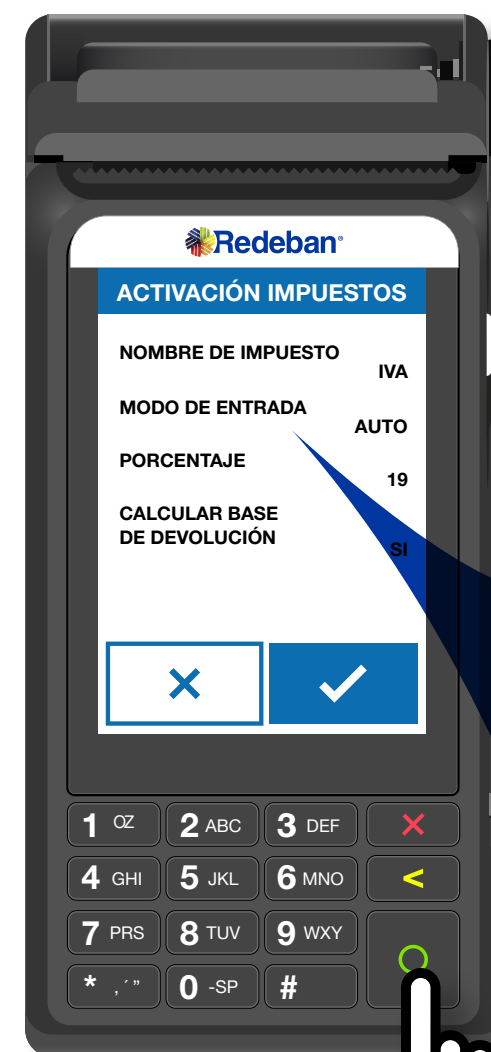 Redeban®
ACTIVACIÓN IMPUESTOS
NOMBRE DE IMPUESTO
IVA
MODO DE ENTRADA
AUTO
PORCENTAJE
19
CALCULAR BASE
DE DEVOLUCIÓN
SI
1 OZ 2 ABC 3 DEF
4 GHI 5 JKL 6 MNO <
7 PRS 8 TUV 9 WXY
* ,´" 0 -SP #